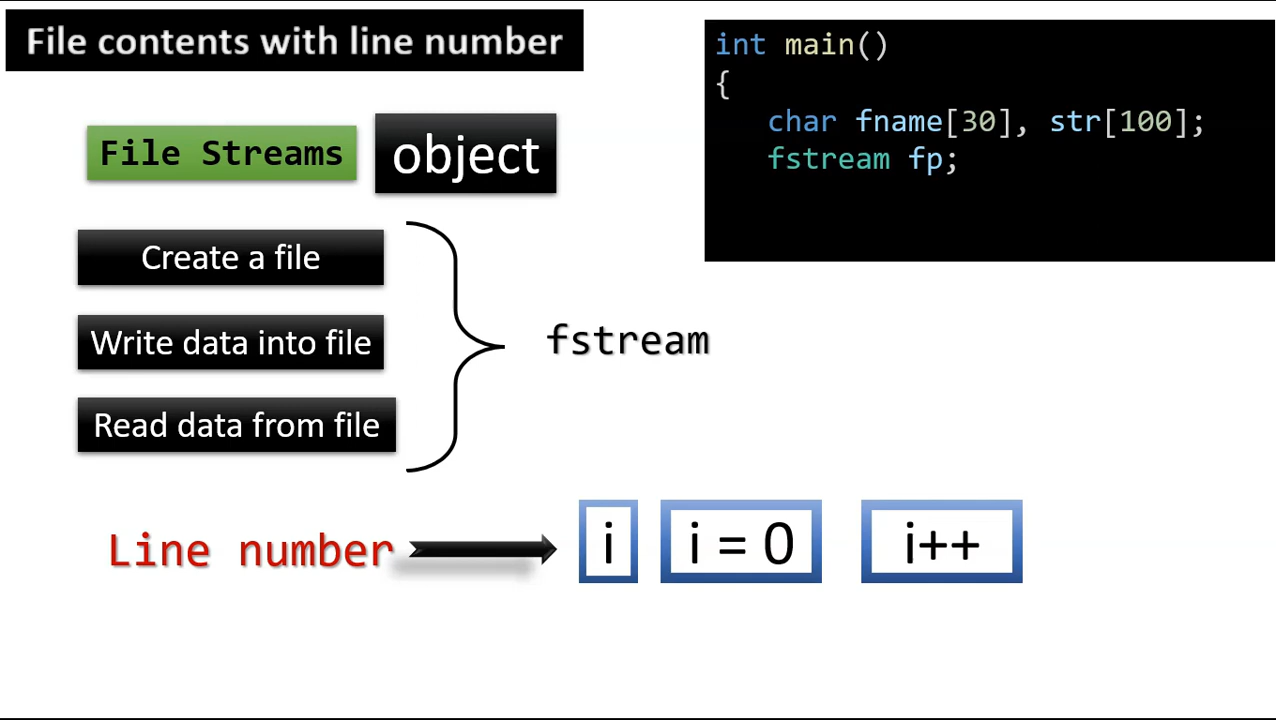 File contents with line number
int main()
{
char fname[30], str[100];
fstream fp;
File Streams
object
Create a file
Write data into file
Read data from file
fstream
Line number
i
i = 0
i++